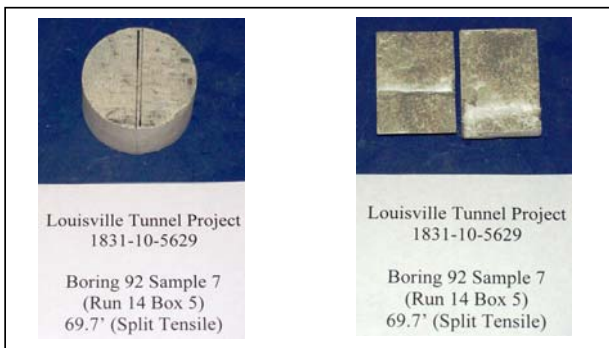 Louisville Tunnel Project
1831-10-5629
Boring 92 Sample 7
(Run 14 Box 5)
69.7' (Split Tensile)
Louisville Tunnel Project
1831-10-5629
Boring 92 Sample 7
(Run 14 Box 5)
69.7' (Split Tensile)